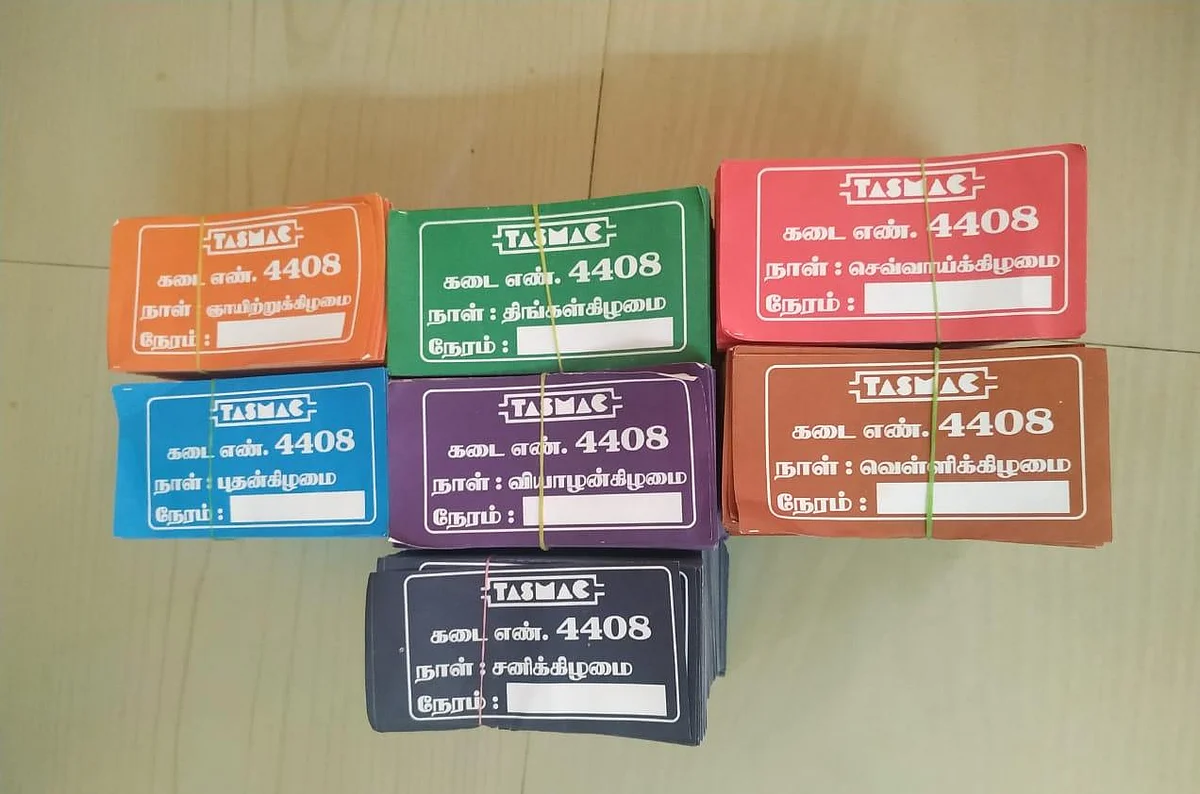 TASMAC
கடை எண். 4408
நாள் : ஞாயிற்றுக்கிழமை
நேரம் :
TASMAC
கடை எண். 4408
நாள் : திங்கள்கிழமை
நேரம் :
TASMAC
கடை எண். 4408
நாள் : செவ்வாய்க்கிழமை
நேரம் :
TASMAC
கடை எண். 4408
நாள் : புதன்கிழமை
நேரம் :
TASMAC
கடை எண். 4408
நாள் : வியாழன்கிழமை
நேரம் :
TASMAC
கடை எண். 4408
நாள் : வெள்ளிக்கிழமை
நேரம் :
TASMAC
கடை எண். 4408
நாள் : சனிக்கிழமை
நேரம் :